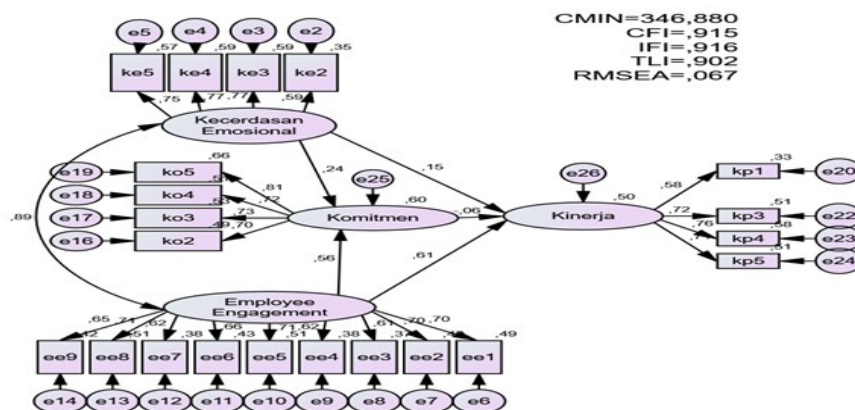 CMIN=346,880
CFI=,915
IFI=,916
TLI=,902
RMSEA=,067
e5 e4 e3 e2
,57 ,59 ,59 ,35
ke5 ke4 ke3 ke2
,75 ,77 ,77 ,59
Kecerdasan
Emosional
,66
e19 ko5
e18 ko4
,53
e17 ko3
,49
e16 ko2
,81
,72
,73
,70
,24
,15
e25
,60
Komitmen
-,06
e26
,50
Kinerja
,33
kp1 e20
,58
,51
kp3 e22
,72
,58
kp4 e23
,76
,51
kp5 e24
,89
,56
,61
Employee
Engagement
,65 ,71 ,62 ,66 ,71 ,62 ,61 ,70 ,70
,42 ,51 ,38 ,43 ,51 ,38 ,37 ,49
ee9 ee8 ee7 ee6 ee5 ee4 ee3 ee2 ee1
e14 e13 e12 e11 e10 e9 e8 e7 e6